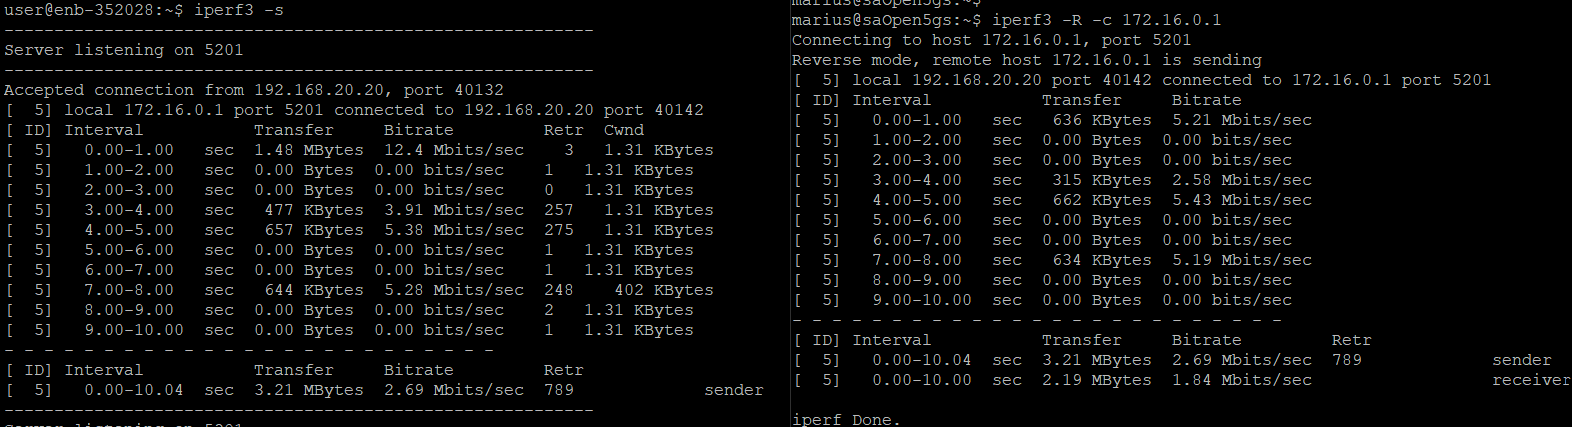 user@enb-352028:~$ iperf3 -s
-----------------------------------------------------------
Server listening on 5201
-----------------------------------------------------------
Accepted connection from 192.168.20.20, port 40132
[  5] local 172.16.0.1 port 5201 connected to 192.168.20.20 port 40142
[ ID] Interval           Transfer     Bitrate         Retr  Cwnd
[  5]   0.00-1.00   sec  1.48 MBytes  12.4 Mbits/sec    3   1.31 KBytes
[  5]   1.00-2.00   sec  0.00 Bytes  0.00 bits/sec    1   1.31 KBytes
[  5]   2.00-3.00   sec  0.00 Bytes  0.00 bits/sec    0   1.31 KBytes
[  5]   3.00-4.00   sec   477 KBytes  3.91 Mbits/sec  257    1.31 KBytes
[  5]   4.00-5.00   sec   657 KBytes  5.38 Mbits/sec  275    1.31 KBytes
[  5]   5.00-6.00   sec  0.00 Bytes  0.00 bits/sec    1   1.31 KBytes
[  5]   6.00-7.00   sec  0.00 Bytes  0.00 bits/sec    1   1.31 KBytes
[  5]   7.00-8.00   sec   644 KBytes  5.28 Mbits/sec  248     402 KBytes
[  5]   8.00-9.00   sec  0.00 Bytes  0.00 bits/sec    2   1.31 KBytes
[  5]   9.00-10.00  sec  0.00 Bytes  0.00 bits/sec    1   1.31 KBytes
- - - - - - - - - - - - - - - - - - - - - - - - -
[ ID] Interval           Transfer     Bitrate         Retr
[  5]   0.00-10.04  sec  3.21 MBytes  2.69 Mbits/sec  789             sender
-----------------------------------------------------------
Server listening on 5201
marius@saOpen5gs:~$
marius@saOpen5gs:~$ iperf3 -R -c 172.16.0.1
Connecting to host 172.16.0.1, port 5201
Reverse mode, remote host 172.16.0.1 is sending
[  5] local 192.168.20.20 port 40142 connected to 172.16.0.1 port 5201
[ ID] Interval           Transfer     Bitrate
[  5]   0.00-1.00   sec   636 KBytes  5.21 Mbits/sec
[  5]   1.00-2.00   sec  0.00 Bytes  0.00 bits/sec
[  5]   2.00-3.00   sec  0.00 Bytes  0.00 bits/sec
[  5]   3.00-4.00   sec   315 KBytes  2.58 Mbits/sec
[  5]   4.00-5.00   sec   662 KBytes  5.43 Mbits/sec
[  5]   5.00-6.00   sec  0.00 Bytes  0.00 bits/sec
[  5]   6.00-7.00   sec  0.00 Bytes  0.00 bits/sec
[  5]   7.00-8.00   sec   634 KBytes  5.19 Mbits/sec
[  5]   8.00-9.00   sec  0.00 Bytes  0.00 bits/sec
[  5]   9.00-10.00  sec  0.00 Bytes  0.00 bits/sec
- - - - - - - - - - - - - - - - - - - - - - - - -
[ ID] Interval           Transfer     Bitrate         Retr
[  5]   0.00-10.04  sec  3.21 MBytes  2.69 Mbits/sec  789             sender
[  5]   0.00-10.00  sec  2.19 MBytes  1.84 Mbits/sec                  receiver

iperf Done.